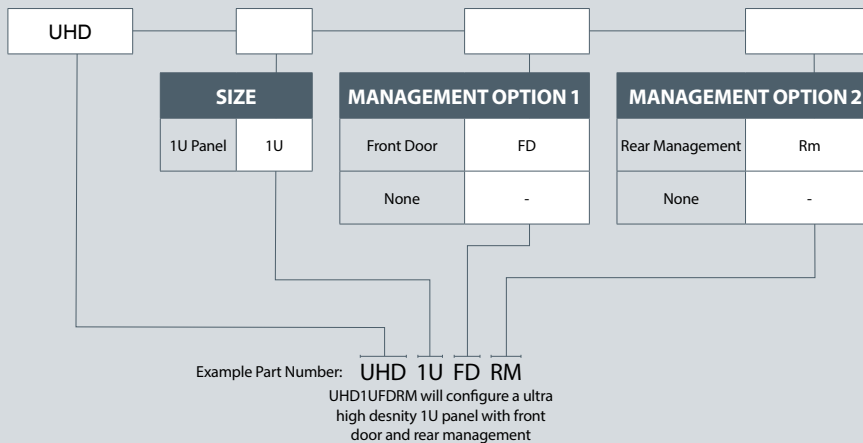 UHD
SIZE
1U Panel 1U
MANAGEMENT OPTION 1
Front Door FD
None -
MANAGEMENT OPTION 2
Rear Management Rm
None -
Example Part Number: UHD 1U FD RM
UHD1UFDRM will configure a ultra
high desnity 1U panel with front
door and rear management